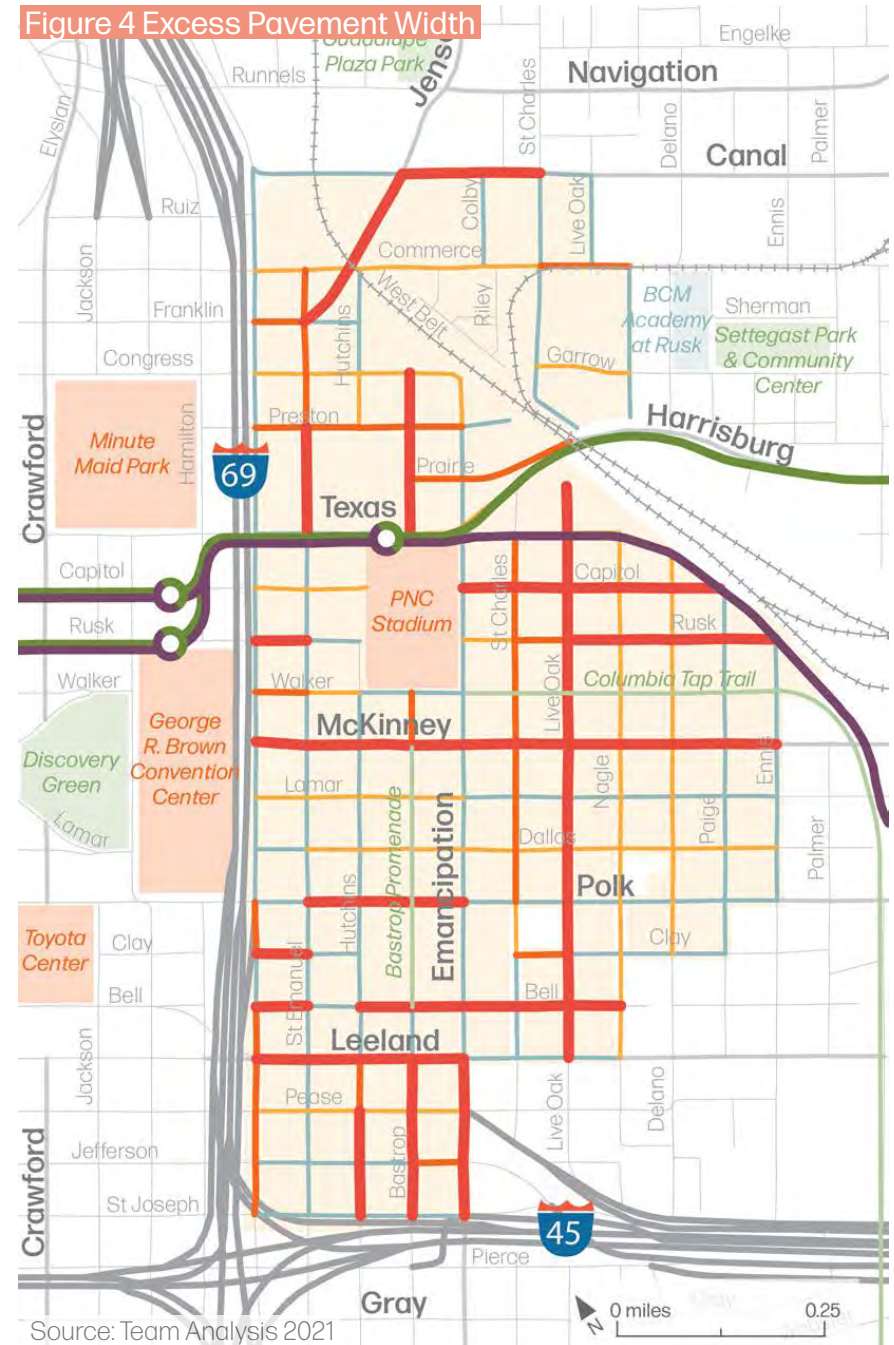 Figure 4 Excess Pavement Width
Engelke
Plaza Park
Runnels
Navigation
St Charles
Elysian
Delano
Palmer
Canal
Ruiz
Colby
Live Oak
Ennis
Commerce
Jackson
Franklin
West Belt
Riley
BCM
Academy
at Rusk
Sherman
Settegast Park
& Community
Center
Hutchins
Congress
Garrow
Harrisburg
Crawford
Minute
Maid Park
Hamilton
Preston
69
Prairie
Texas
Capitol
PNC
Stadium
St Charles
Capitol
Rusk
Rusk
Walker
Walker
Live Oak
Columbia Tap Trail
McKinney
Discovery
Green
George
R. Brown
Convention
Center
Lamar
Lamar
Nagle
Ennis
Bastrop Promenade
Emancipation
Dallas
Paige
Palmer
Polk
Hutchins
Toyota
Center
Clay
Clay
St Emanuel
Bell
Bell
Leeland
Jackson
Pease
Live Oak
Delano
Crawford
Jefferson
Bastrop
St Joseph
45
Pierce
Gray
N
0 miles
0.25
Source: Team Analysis 2021